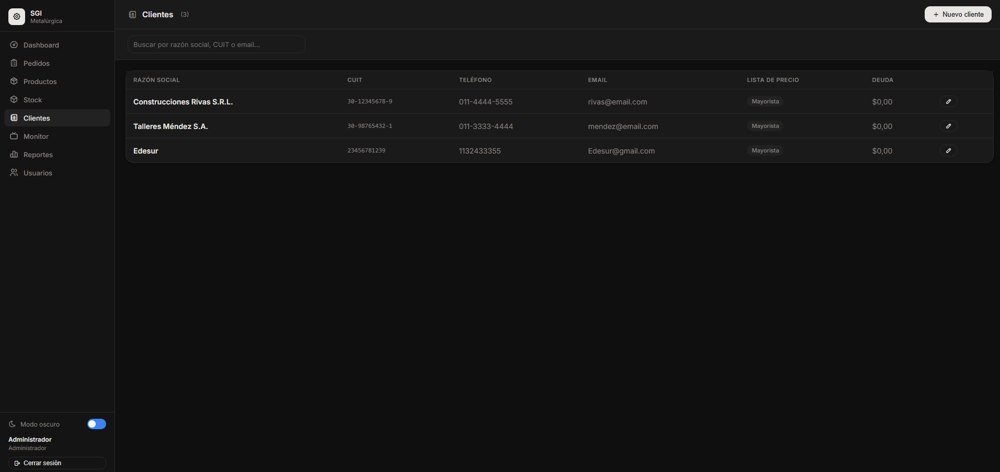 SGI
Metalúrgica
Dashboard
Pedidos
Productos
Stock
Clientes
Monitor
Reportes
Usuarios
Modo oscuro
Administrador
Administrador
Cerrar sesión
Clientes (3)
+ Nuevo cliente
Buscar por razón social, CUIT o email...
RAZÓN SOCIAL CUIT TELÉFONO EMAIL LISTA DE PRECIO DEUDA
Construcciones Rivas S.R.L. 30-12345678-9 011-4444-5555 rivas@email.com Mayorista $0,00
Talleres Méndez S.A. 30-98765432-1 011-3333-4444 mendez@email.com Mayorista $0,00
Edesur 23456781239 1132433355 Edesur@gmail.com Mayorista $0,00